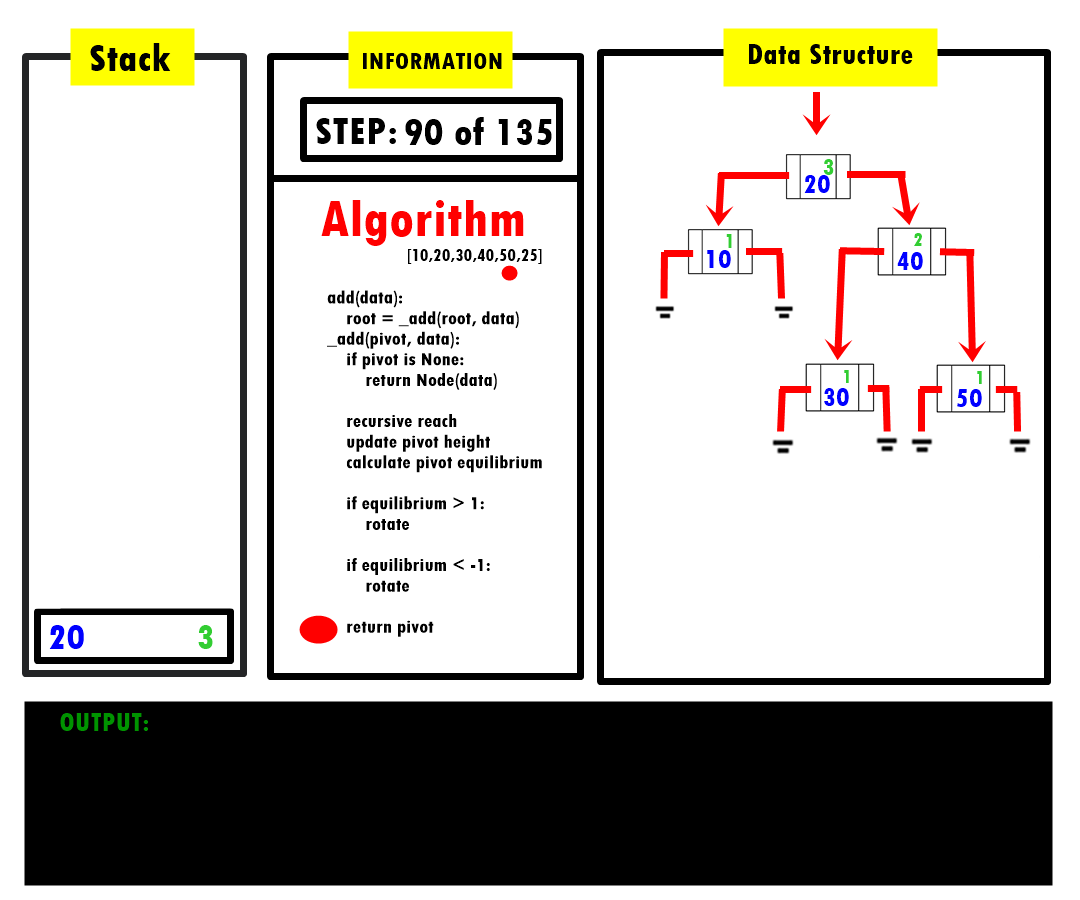 Stack
INFORMATION
Data Structure
STEP: 90 of 135
Algorithm
[10,20,30,40,50,25]
add(data):
root = _add(root, data)
_add(pivot, data):
if pivot is None:
return Node(data)
recursive reach
update pivot height
calculate pivot equilibrium
if equilibrium > 1:
rotate
if equilibrium < -1:
rotate
return pivot
20 3
3
20
1
10
2
40
1
30
1
50
OUTPUT: